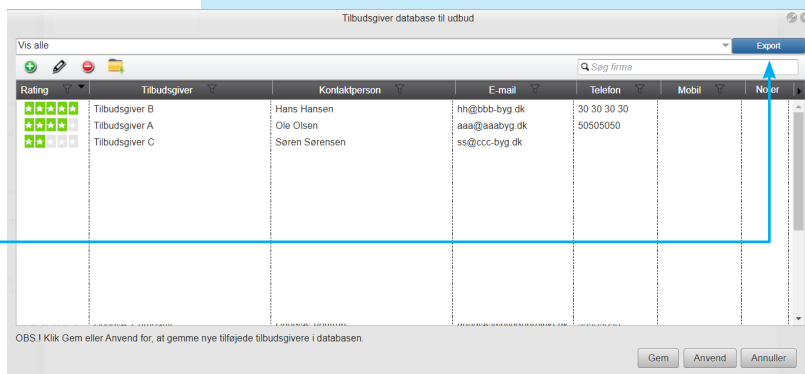 Tilbudsgiver database til udbud
Vis alle Export
Søg firma
Rating Tilbudsgiver Kontaktperson E-mail Telefon Mobil Noter
Tilbudsgiver B Hans Hansen hh@bbb-byg.dk 30 30 30 30
Tilbudsgiver A Ole Olsen aaa@aaabyg.dk 50505050
Tilbudsgiver C Søren Sørensen ss@ccc-byg.dk
OBS.! Klik Gem eller Anvend for, at gemme nye tilføjede tilbudsgivere i databasen.
Gem Anvend Annuller